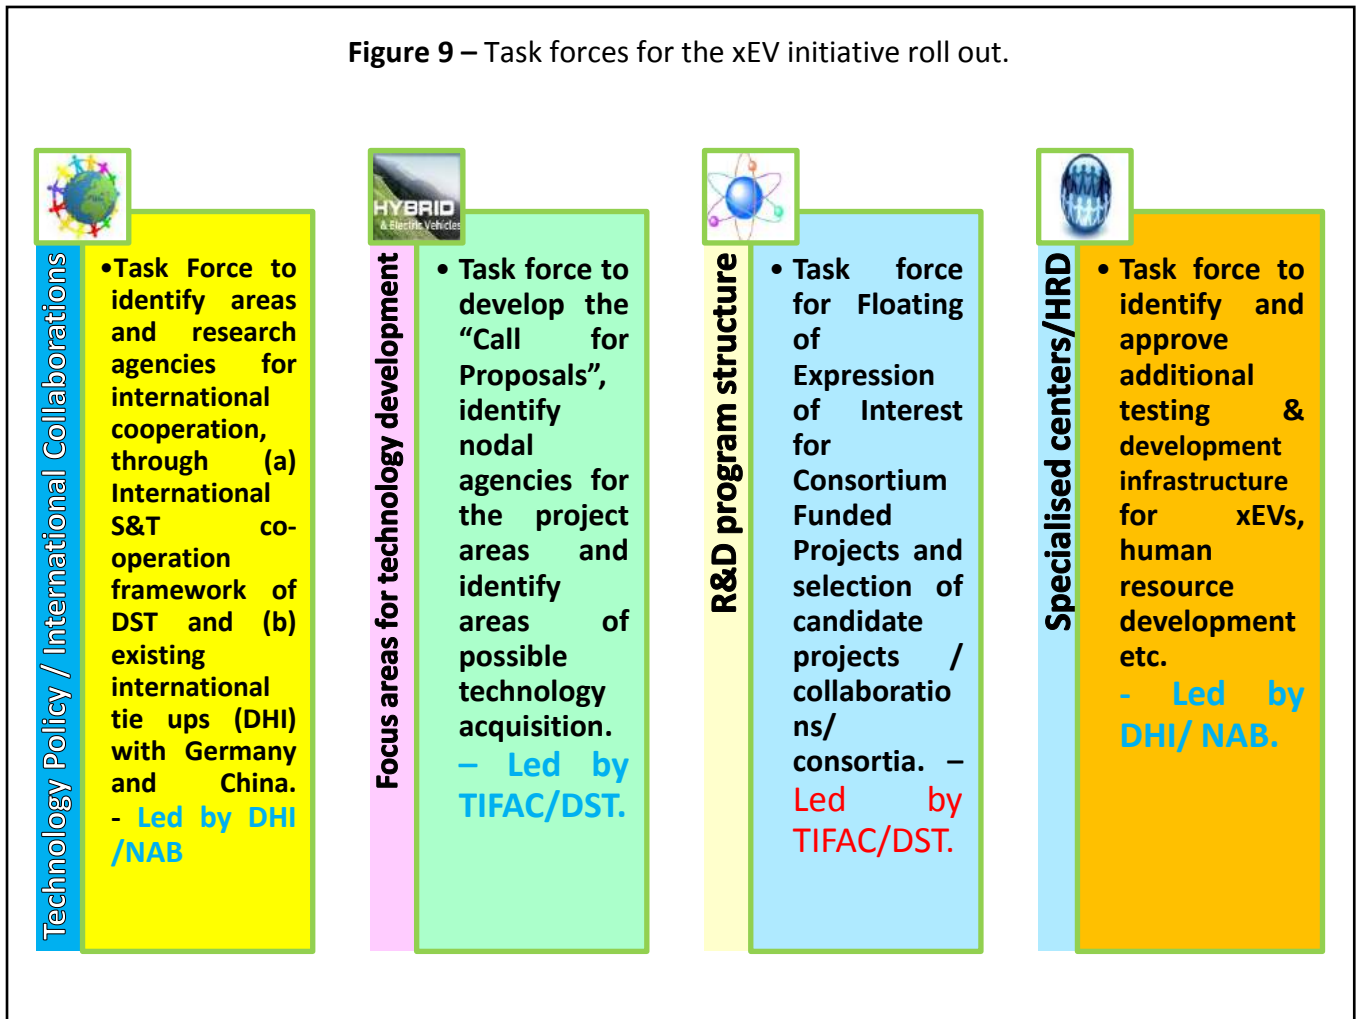 Figure 9 – Task forces for the xEV initiative roll out.
Technology Policy / International Collaborations
•Task Force to
identify areas
and research
agencies for
international
cooperation,
through (a)
International
S&T co-
operation
framework of
DST and (b)
existing
international
tie ups (DHI)
with Germany
and China.
- Led by DHI
/NAB
HYBRID
& Electric Vehicles
Focus areas for technology development
• Task force to
develop the
“Call for
Proposals”,
identify
nodal
agencies for
the project
areas and
identify
areas of
possible
technology
acquisition.
– Led by
TIFAC/DST.
R&D program structure
• Task force
for Floating
of
Expression
of Interest
for
Consortium
Funded
Projects and
selection of
candidate
projects /
collaboratio
ns/
consortia. –
Led by
TIFAC/DST.
Specialised centers/HRD
• Task force to
identify and
approve
additional
testing &
development
infrastructure
for xEVs,
human
resource
development
etc.
- Led by
DHI/ NAB.